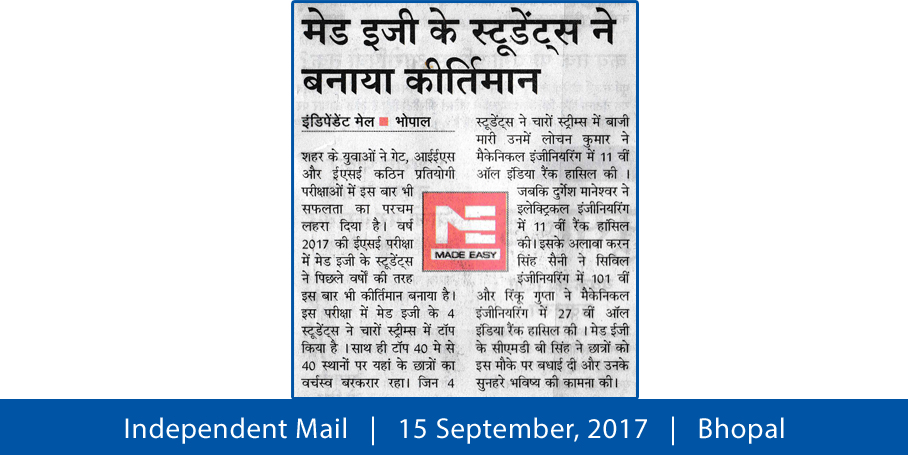 मेड इजी के स्टूडेंट्स ने
बनाया कीर्तिमान
इंडिपेंडेंट मेल ■ भोपाल
शहर के युवाओं ने गेट, आईईएस
और ईएसई कठिन प्रतियोगी
परीक्षाओं में इस बार भी
सफलता का परचम
लहरा दिया है। वर्ष
2017 की ईएसई परीक्षा
में मेड इजी के स्टूडेंट्स
ने पिछले वर्षों की तरह
इस बार भी कीर्तिमान बनाया है।
इस परीक्षा में मेड इजी के 4
स्टूडेंट्स ने चारों स्ट्रीम्स में टॉप
किया है । साथ ही टॉप 40 मे से
40 स्थानों पर यहां के छात्रों का
वर्चस्व बरकरार रहा। जिन 4
स्टूडेंट्स ने चारों स्ट्रीम्स में बाजी
मारी उनमें लोचन कुमार ने
मैकेनिकल इंजीनियरिंग में 11 वीं
ऑल इंडिया रैंक हासिल की ।
जबकि दुर्गेश मानेश्वर ने
इलेक्ट्रिकल इंजीनियरिंग
में 11 वीं रैंक हासिल
की। इसके अलावा करन
सिंह सैनी ने सिविल
इंजीनियरिंग में 101 वीं
और रिंकू गुप्ता ने मैकेनिकल
इंजीनियरिंग में 27 वीं ऑल
इंडिया रैंक हासिल की । मेड ईजी
के सीएमडी बी सिंह ने छात्रों को
इस मौके पर बधाई दी और उनके
सुनहरे भविष्य की कामना की।
ME
MADE EASY
Independent Mail | 15 September, 2017 | Bhopal